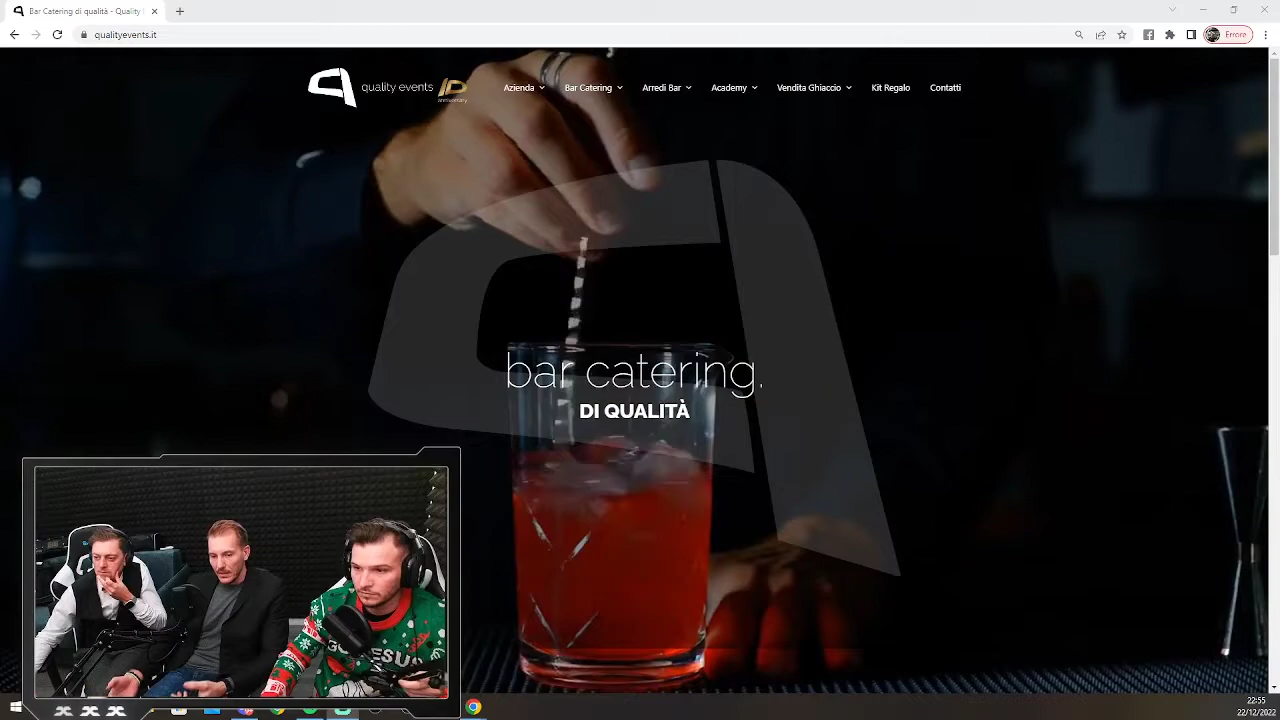 Bar Catering di qualità - Quality
qualityevents.it
Errore
quality events
anniversary
Azienda
Bar Catering
Arredi Bar
Academy
Vendita Ghiaccio
Kit Regalo
Contatti
bar catering.
DI QUALITÀ
22:55
22/12/2022